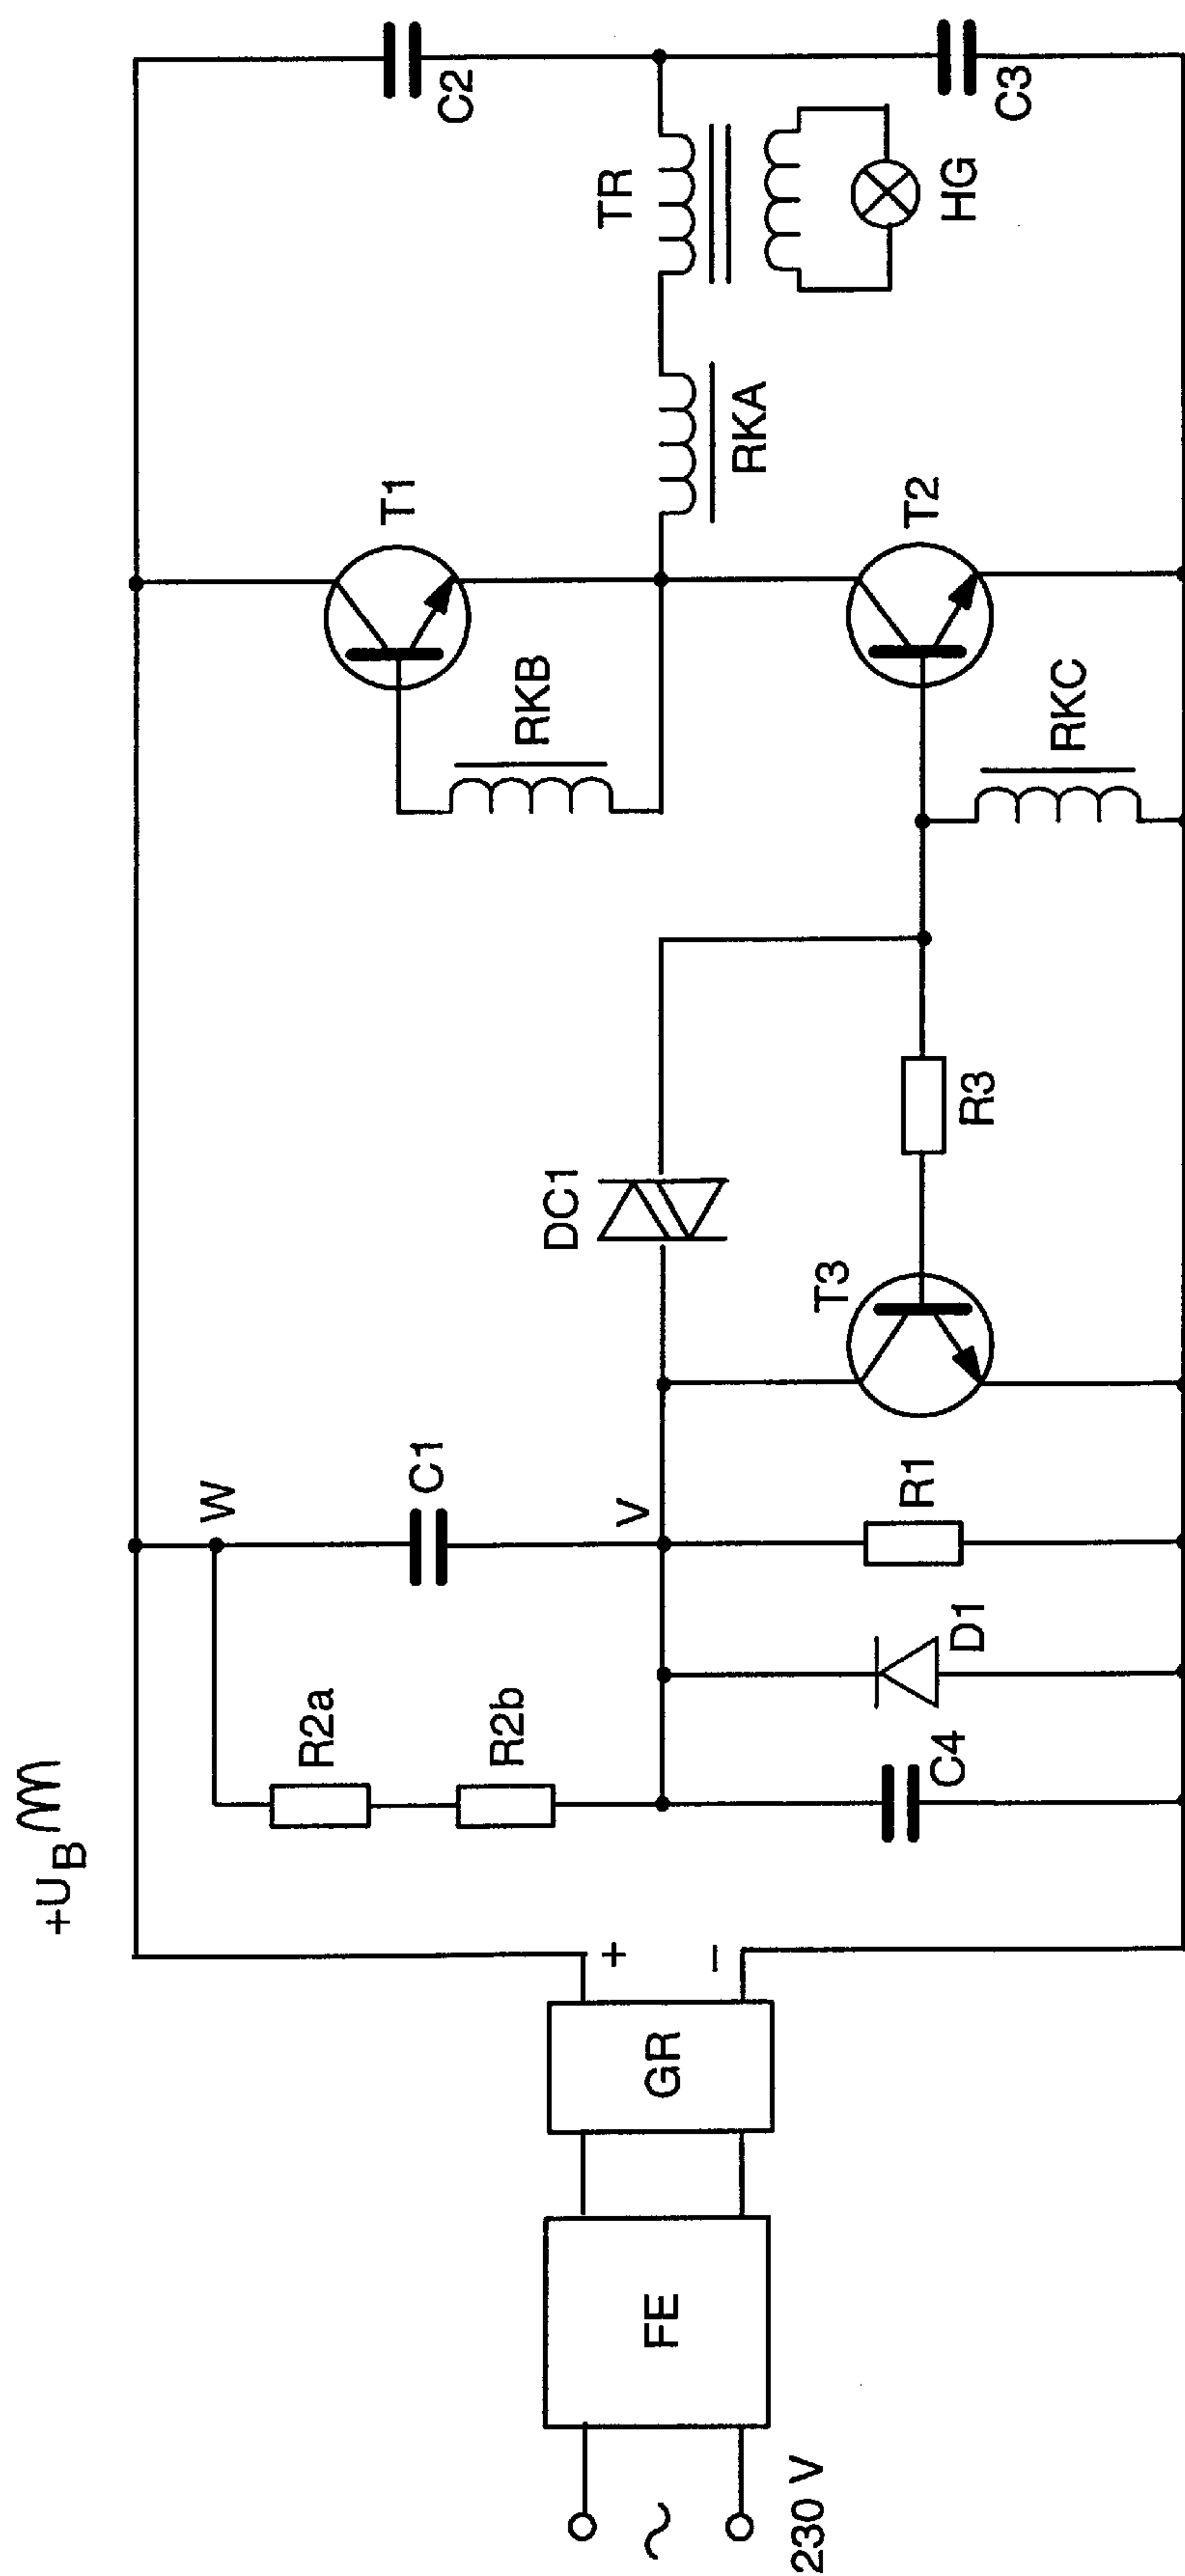 +U_B
W
R2a
R2b
C1
V
C4
D1
R1
+
−
GR
FE
~
230 V
DC1
T3
R3
T1
RKB
T2
RKC
RKA
TR
HG
C2
C3